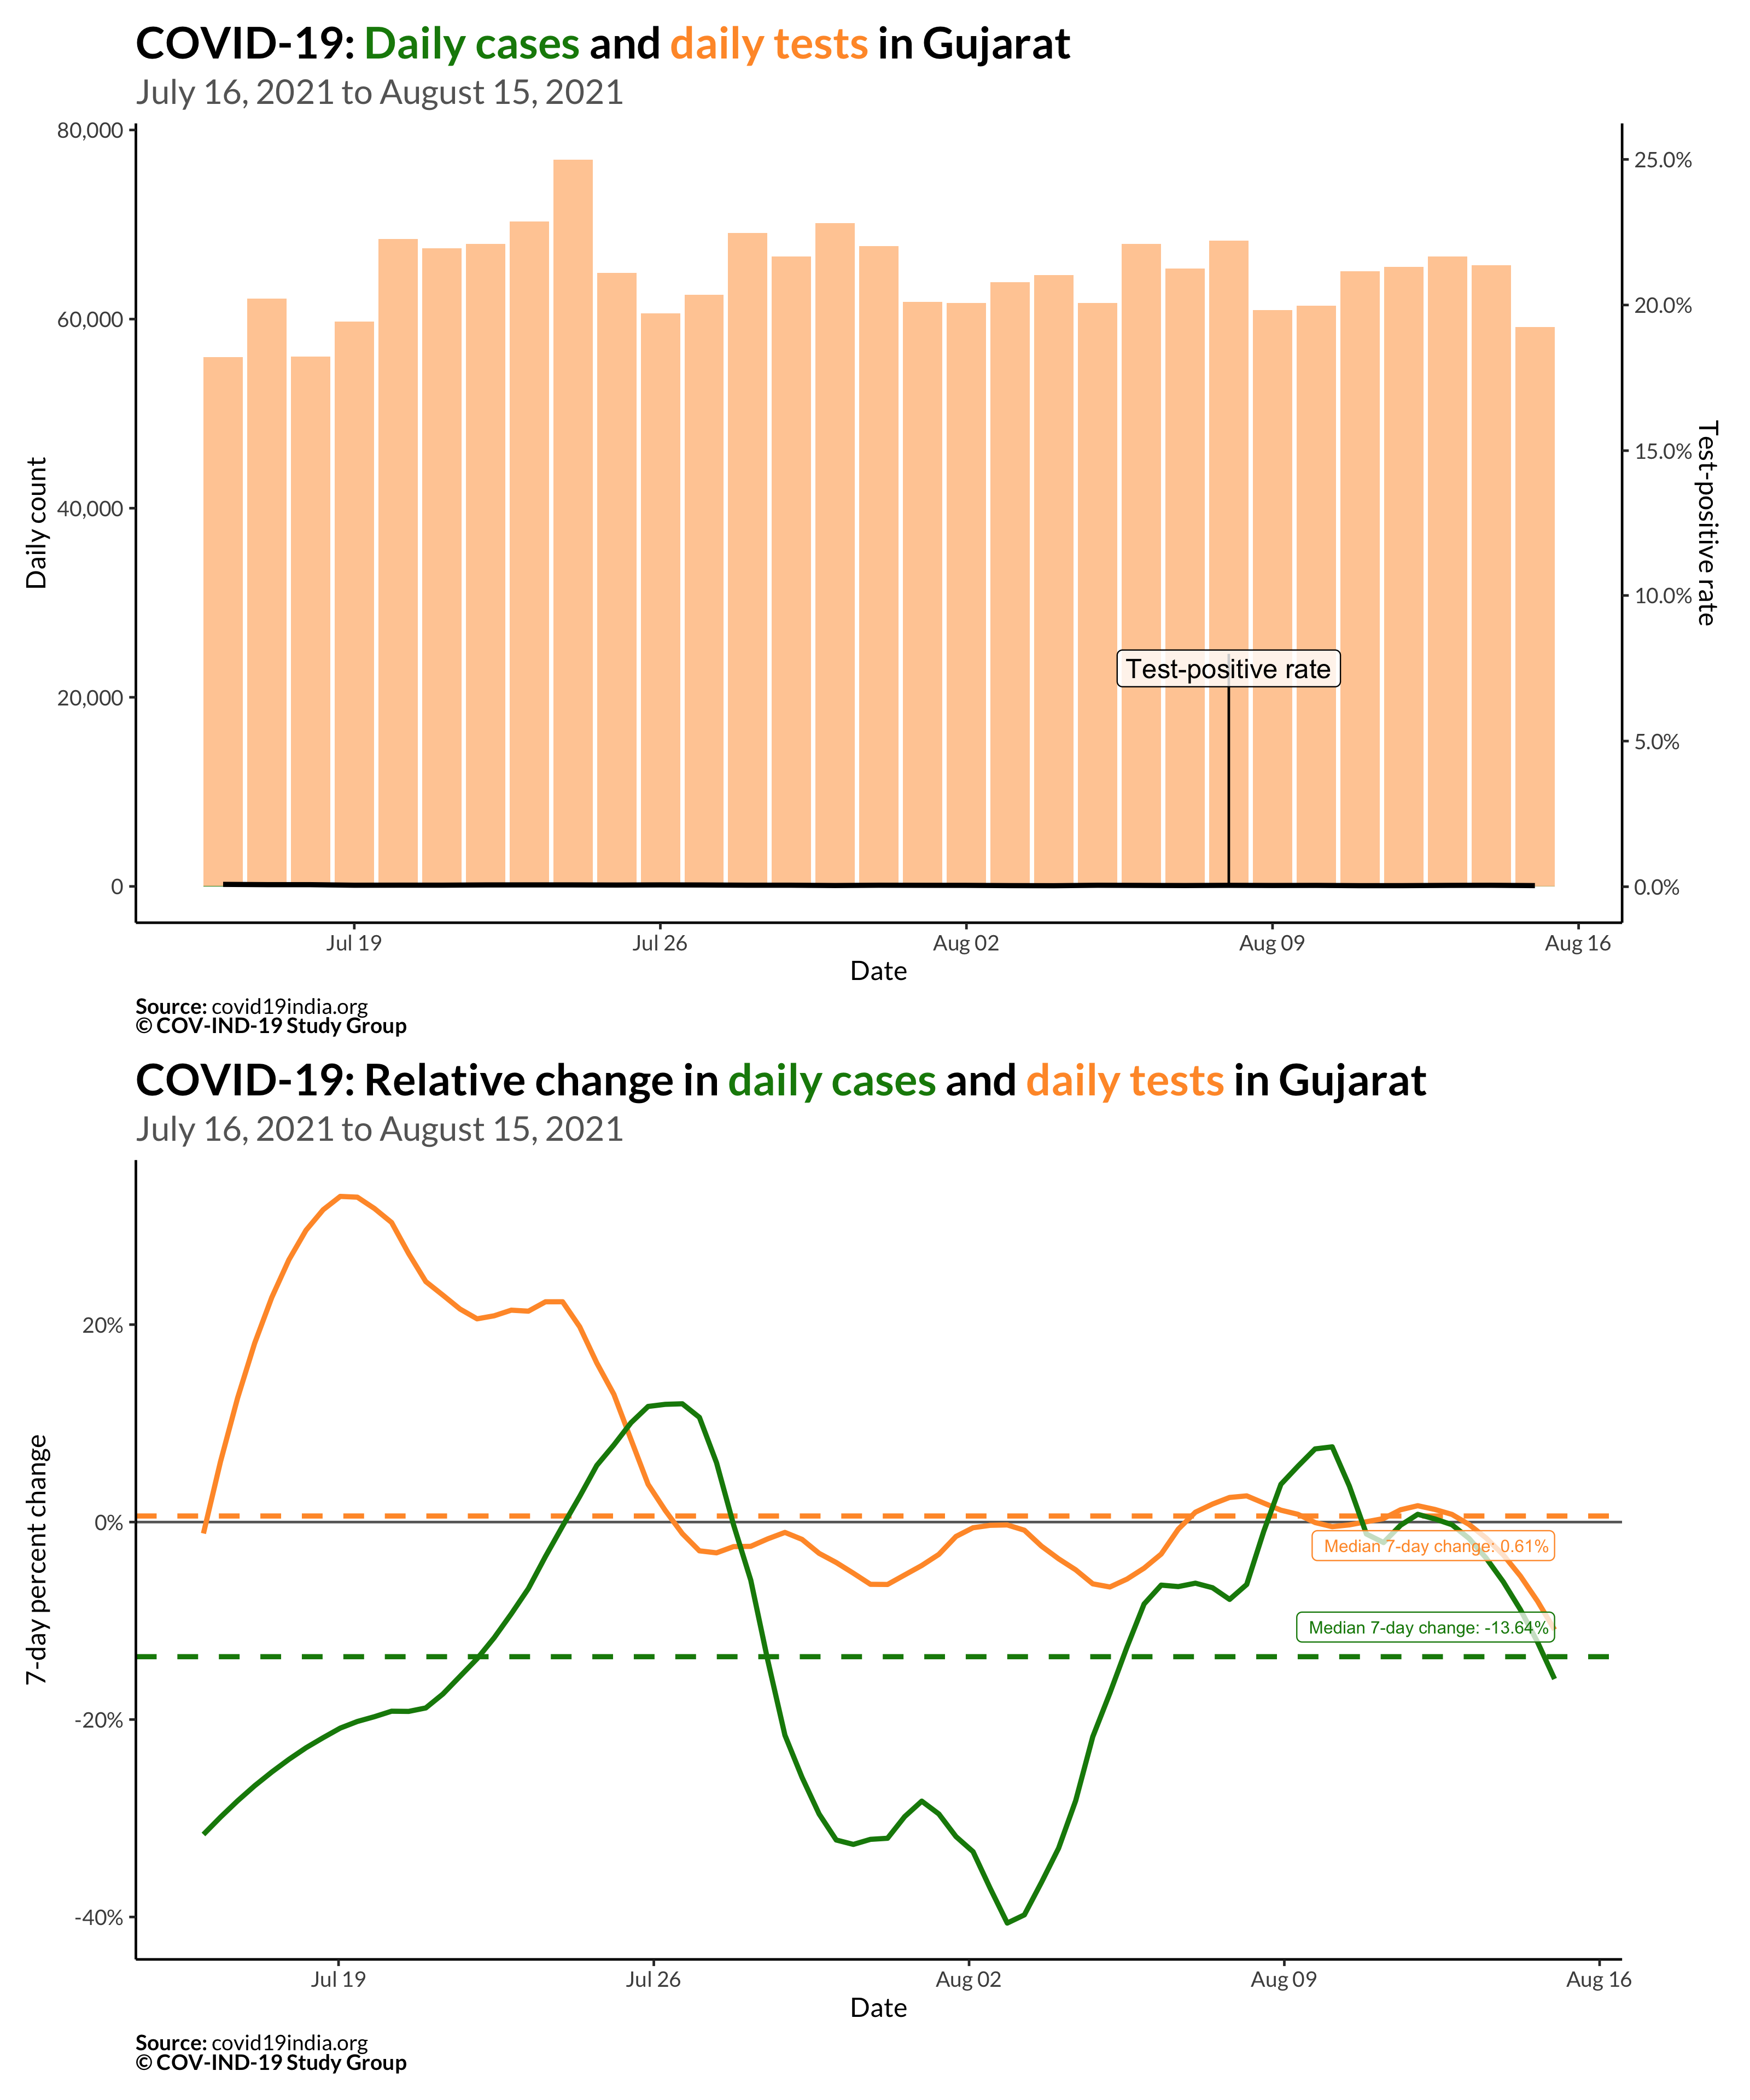 COVID-19: Daily cases and daily tests in Gujarat
July 16, 2021 to August 15, 2021
80,000
60,000
40,000
20,000
0
Daily count
25.0%
20.0%
15.0%
10.0%
5.0%
0.0%
Test-positive rate
Test-positive rate
Jul 19
Jul 26
Aug 02
Aug 09
Aug 16
Date
Source: covid19india.org
© COV-IND-19 Study Group
COVID-19: Relative change in daily cases and daily tests in Gujarat
July 16, 2021 to August 15, 2021
20%
0%
-20%
-40%
7-day percent change
Median 7-day change: 0.61%
Median 7-day change: -13.64%
Jul 19
Jul 26
Aug 02
Aug 09
Aug 16
Date
Source: covid19india.org
© COV-IND-19 Study Group